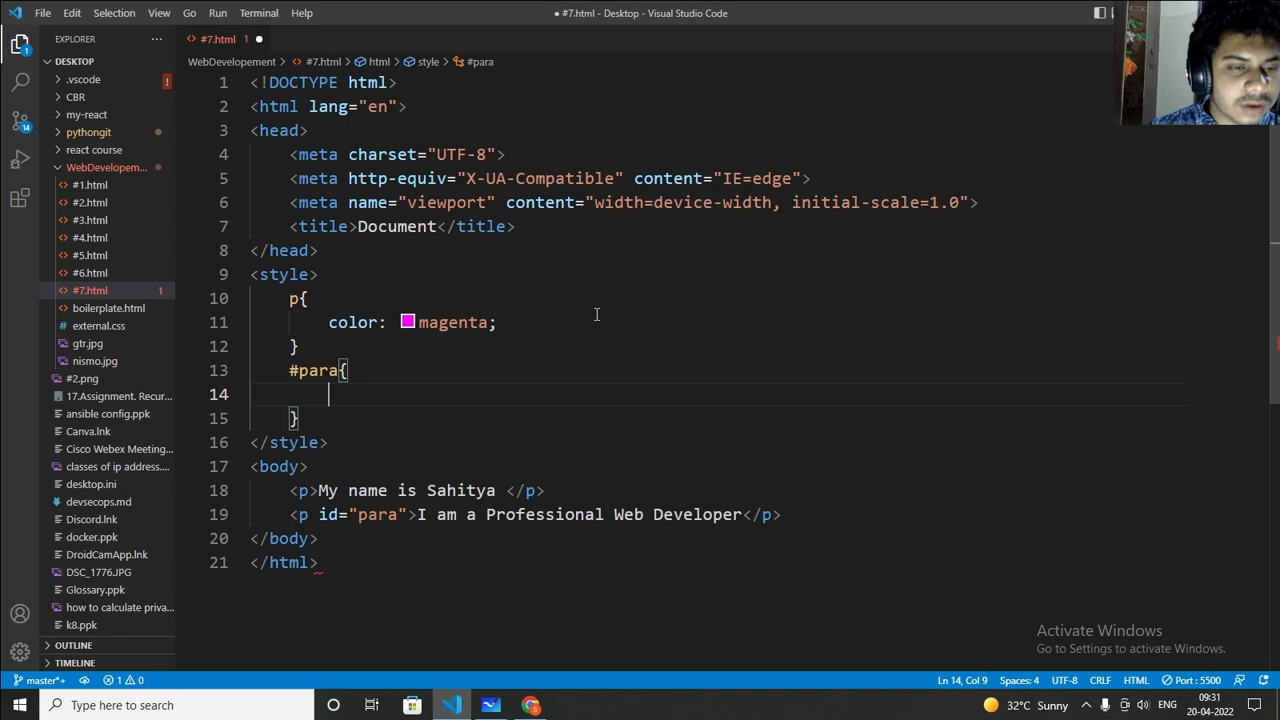 File Edit Selection View Go Run Terminal Help
● #7.html - Desktop - Visual Studio Code
EXPLORER ···
#7.html 1 ●
DESKTOP
WebDevelopement > #7.html > html > style > #para
.vscode !
CBR
my-react
pythongit
react course
WebDevelopem...
#1.html
#2.html
#3.html
#4.html
#5.html
#6.html
#7.html 1
boilerplate.html
external.css
gtr.jpg
nismo.jpg
#2.png
17.Assignment. Recur...
ansible config.ppk
Canva.lnk
Cisco Webex Meeting...
classes of ip address....
desktop.ini
devsecops.md
Discord.lnk
docker.ppk
DroidCamApp.lnk
DSC_1776.JPG
Glossary.ppk
how to calculate priva...
k8.ppk
OUTLINE
TIMELINE
1 <!DOCTYPE html>
2 <html lang="en">
3 <head>
4 <meta charset="UTF-8">
5 <meta http-equiv="X-UA-Compatible" content="IE=edge">
6 <meta name="viewport" content="width=device-width, initial-scale=1.0">
7 <title>Document</title>
8 </head>
9 <style>
10 p{
11 color: magenta;
12 }
13 #para{
14
15 }
16 </style>
17 <body>
18 <p>My name is Sahitya </p>
19 <p id="para">I am a Professional Web Developer</p>
20 </body>
21 </html>
Activate Windows
Go to Settings to activate Windows.
1
14
master*+ 1 0 Ln 14, Col 9 Spaces: 4 UTF-8 CRLF HTML Port: 5500
Type here to search 32°C Sunny ENG 09:31
20-04-2022